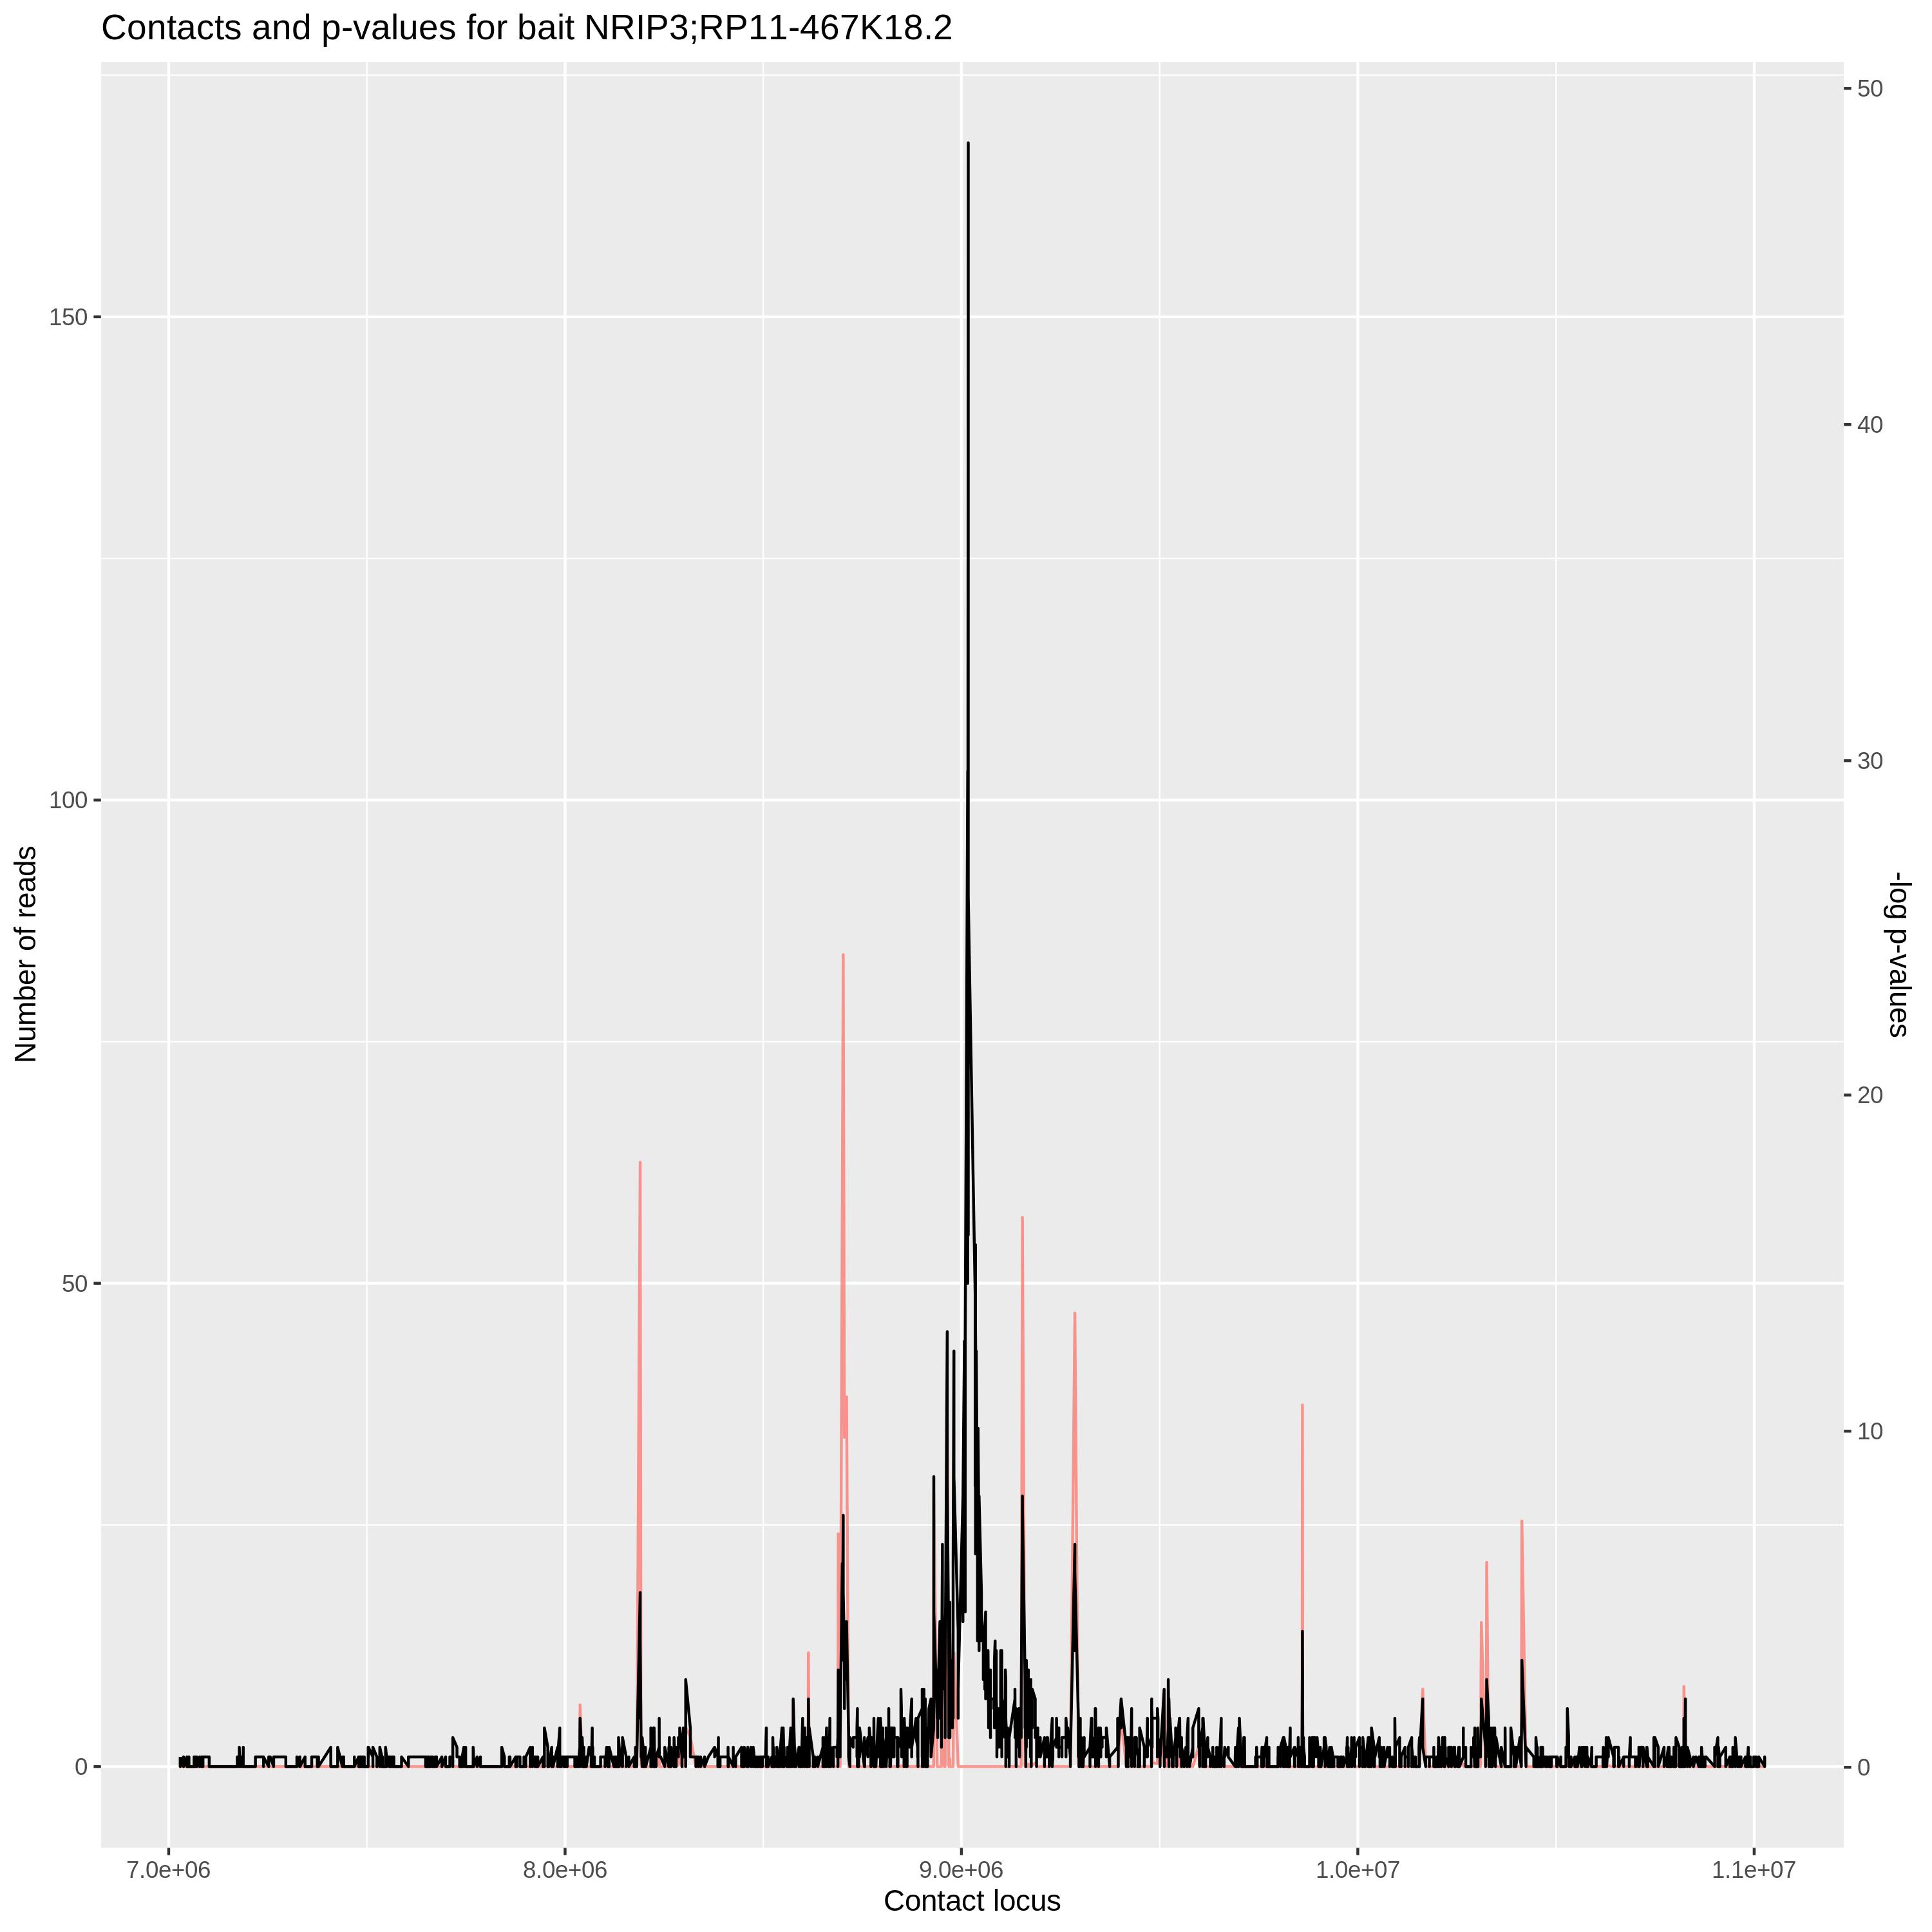 Contacts and p-values for bait NRIP3;RP11-467K18.2
Number of reads
150
100
50
0
50
40
30
20
10
0
-log p-values
7.0e+06
8.0e+06
9.0e+06
1.0e+07
1.1e+07
Contact locus